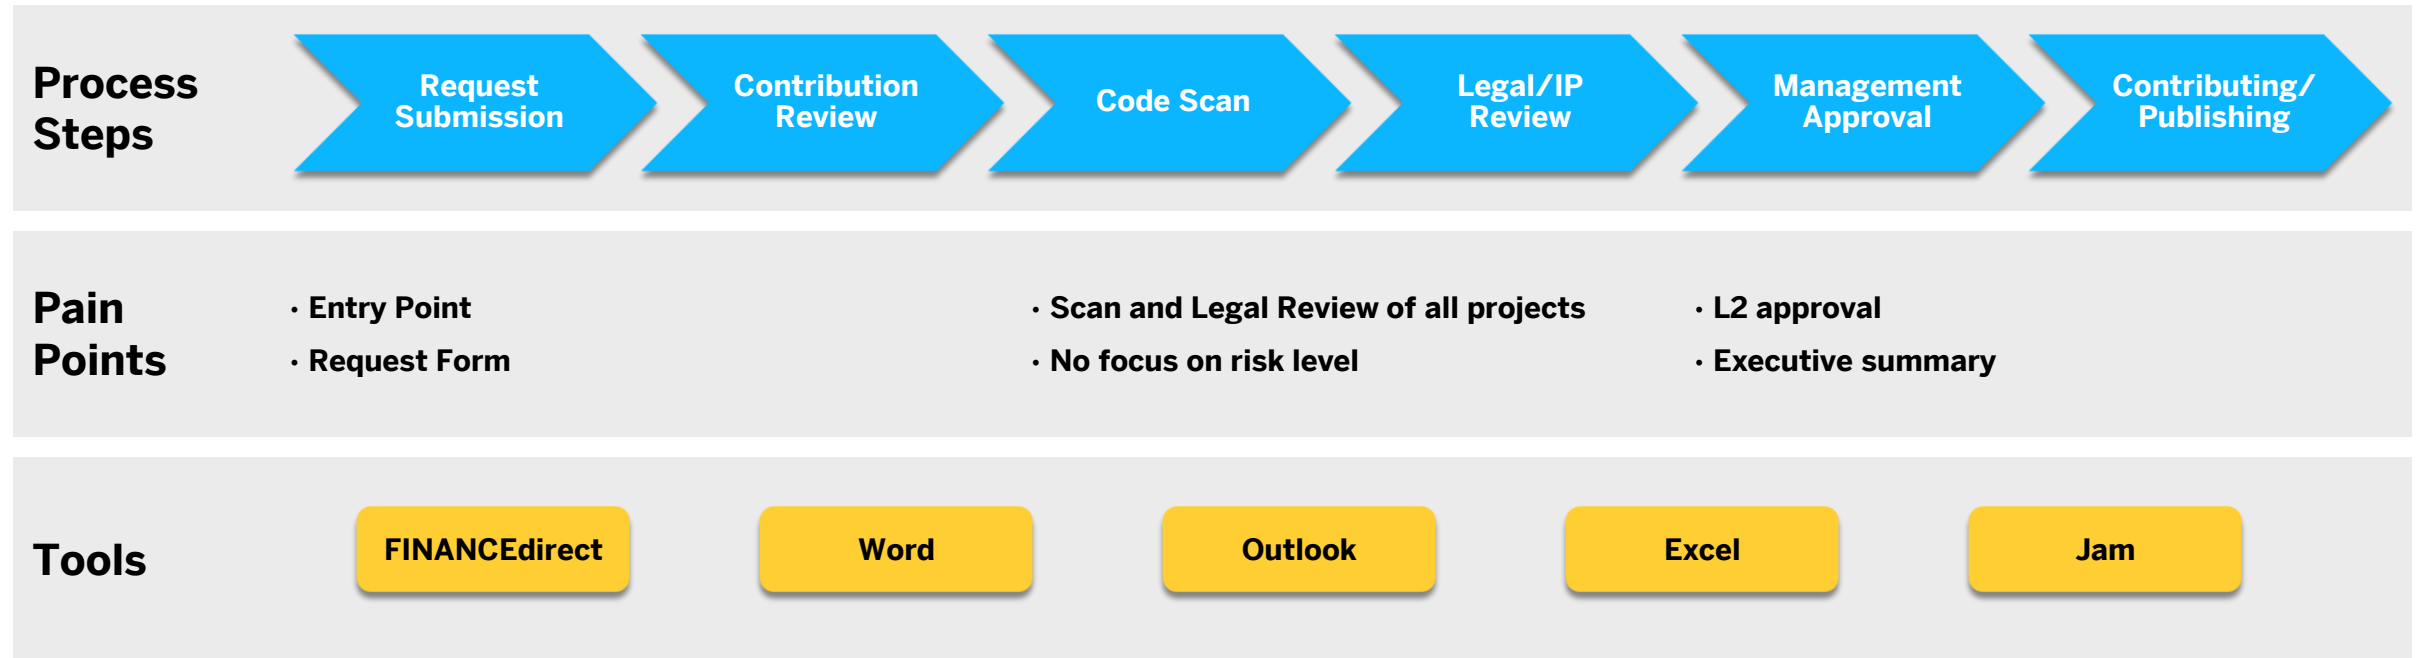 Process
Steps
Request
Submission
Contribution
Review
Code Scan
Legal/IP
Review
Management
Approval
Contributing/
Publishing
Pain
Points
· Entry Point
· Request Form
· Scan and Legal Review of all projects
· No focus on risk level
· L2 approval
· Executive summary
Tools
FINANCEdirect
Word
Outlook
Excel
Jam